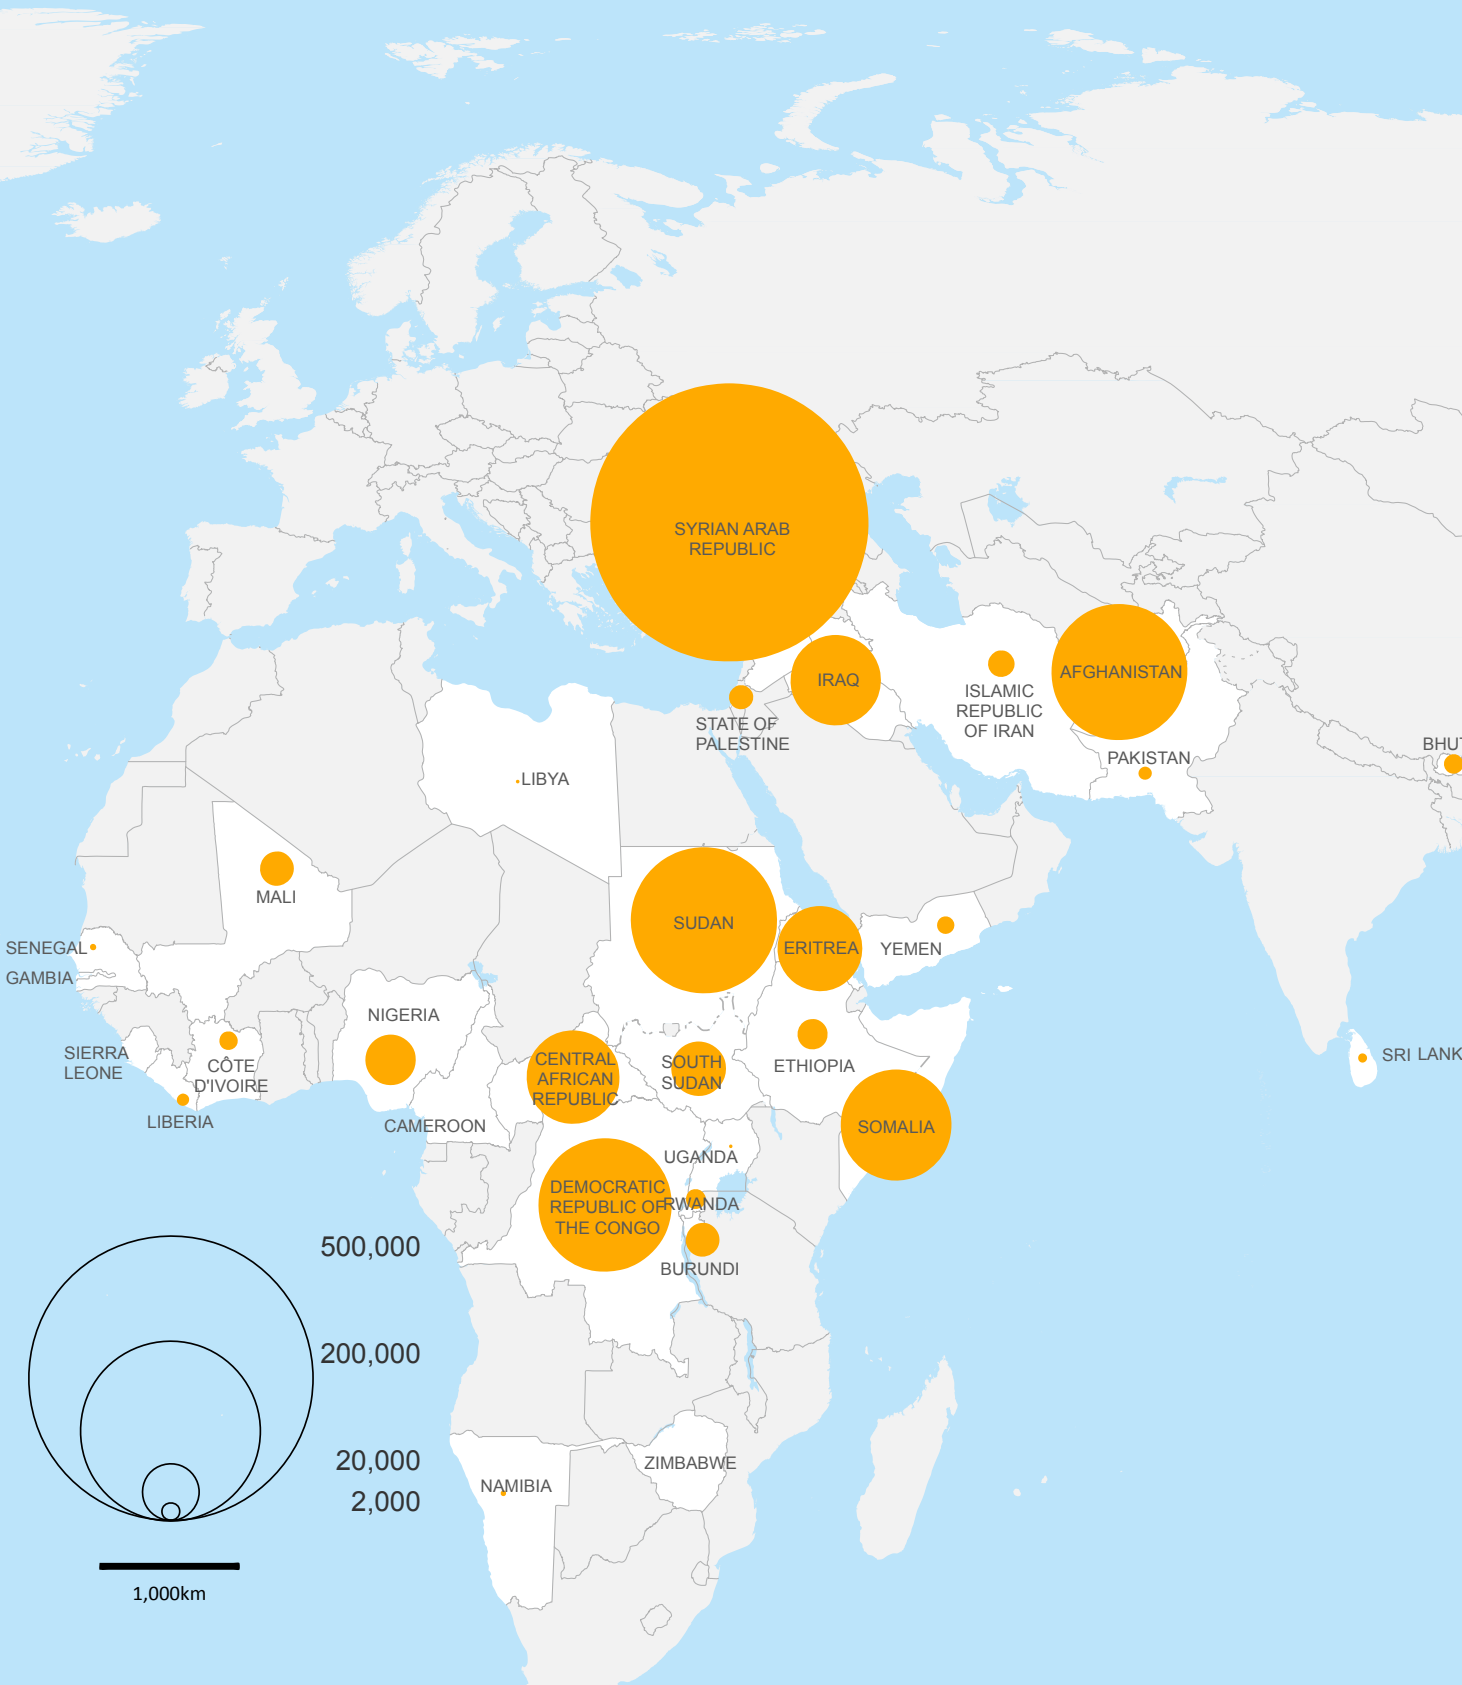 SYRIAN ARAB
REPUBLIC
IRAQ
AFGHANISTAN
ISLAMIC
REPUBLIC
OF IRAN
STATE OF
PALESTINE
PAKISTAN
BHUT
LIBYA
MALI
SUDAN
ERITREA
YEMEN
SENEGAL
GAMBIA
NIGERIA
SIERRA
LEONE
CÔTE
D'IVOIRE
LIBERIA
CENTRAL
AFRICAN
REPUBLIC
SOUTH
SUDAN
ETHIOPIA
SRI LANK
CAMEROON
SOMALIA
UGANDA
DEMOCRATIC
REPUBLIC OF
THE CONGO
RWANDA
BURUNDI
ZIMBABWE
NAMIBIA
500,000
200,000
20,000
2,000
1,000km